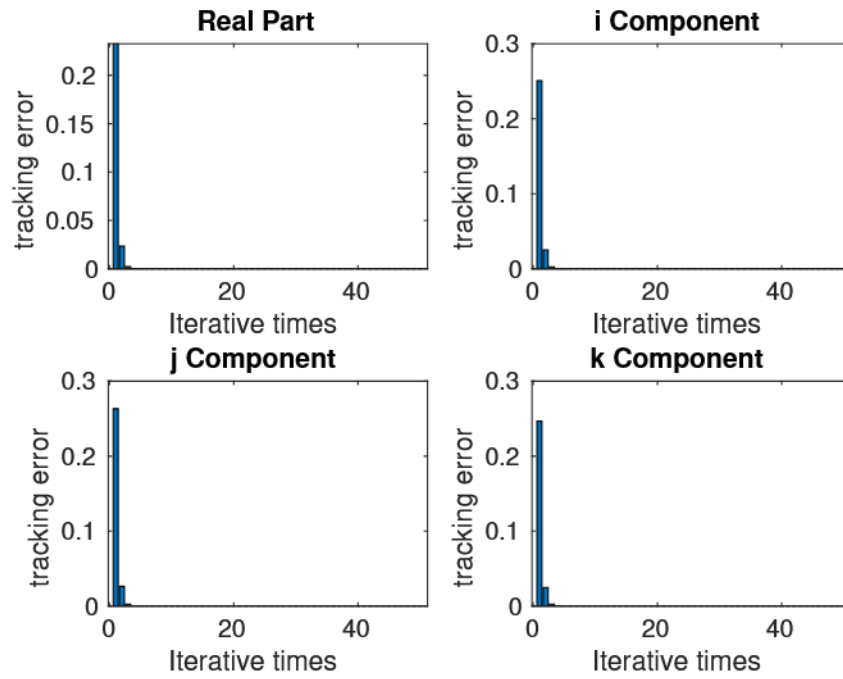 Real Part
tracking error
0.2
0.15
0.1
0.05
0
0 20 40
Iterative times
i Component
tracking error
0.3
0.2
0.1
0
0 20 40
Iterative times
j Component
tracking error
0.3
0.2
0.1
0
0 20 40
Iterative times
k Component
tracking error
0.3
0.2
0.1
0
0 20 40
Iterative times